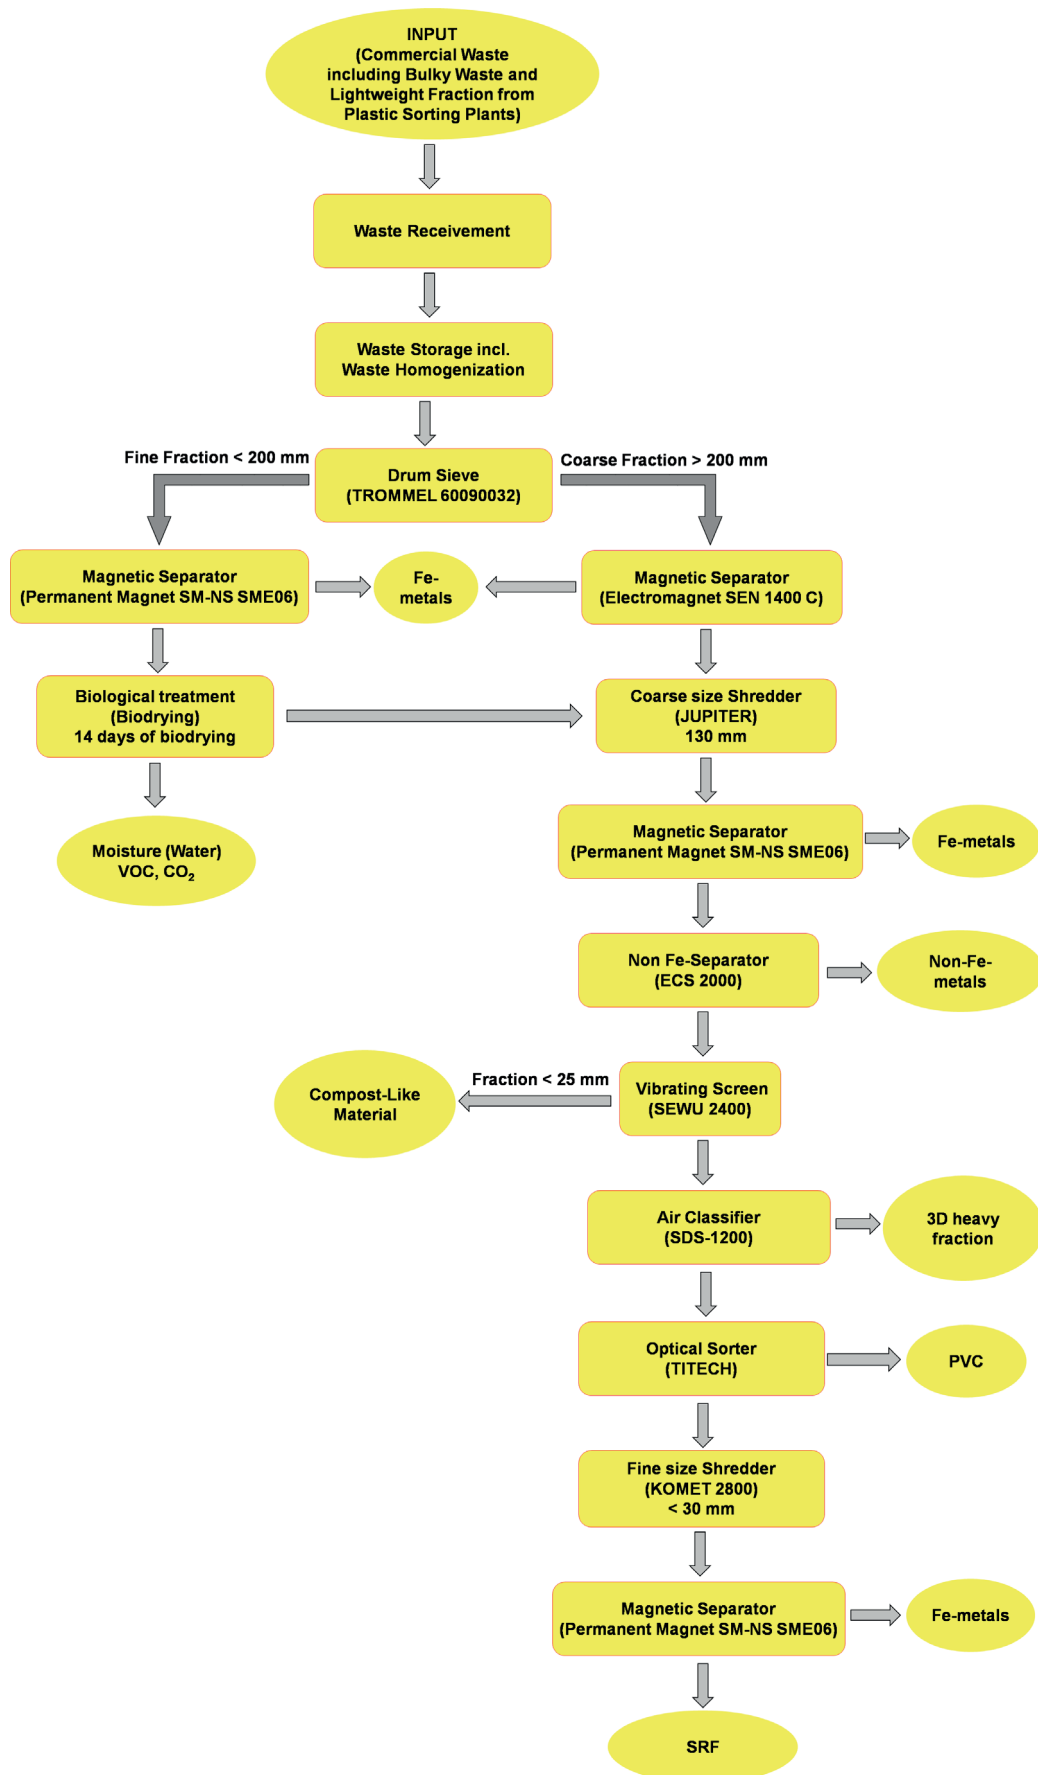 INPUT
(Commercial Waste
including Bulky Waste and
Lightweight Fraction from
Plastic Sorting Plants)
Waste Receivement
Waste Storage incl.
Waste Homogenization
Fine Fraction < 200 mm
Drum Sieve
(TROMMEL 60090032)
Coarse Fraction > 200 mm
Magnetic Separator
(Permanent Magnet SM-NS SME06)
Fe-
metals
Magnetic Separator
(Electromagnet SEN 1400 C)
Biological treatment
(Biodrying)
14 days of biodrying
Coarse size Shredder
(JUPITER)
130 mm
Moisture (Water)
VOC, CO₂
Magnetic Separator
(Permanent Magnet SM-NS SME06)
Fe-metals
Non Fe-Separator
(ECS 2000)
Non-Fe-
metals
Compost-Like
Material
Fraction < 25 mm
Vibrating Screen
(SEWU 2400)
Air Classifier
(SDS-1200)
3D heavy
fraction
Optical Sorter
(TITECH)
PVC
Fine size Shredder
(KOMET 2800)
< 30 mm
Magnetic Separator
(Permanent Magnet SM-NS SME06)
Fe-metals
SRF